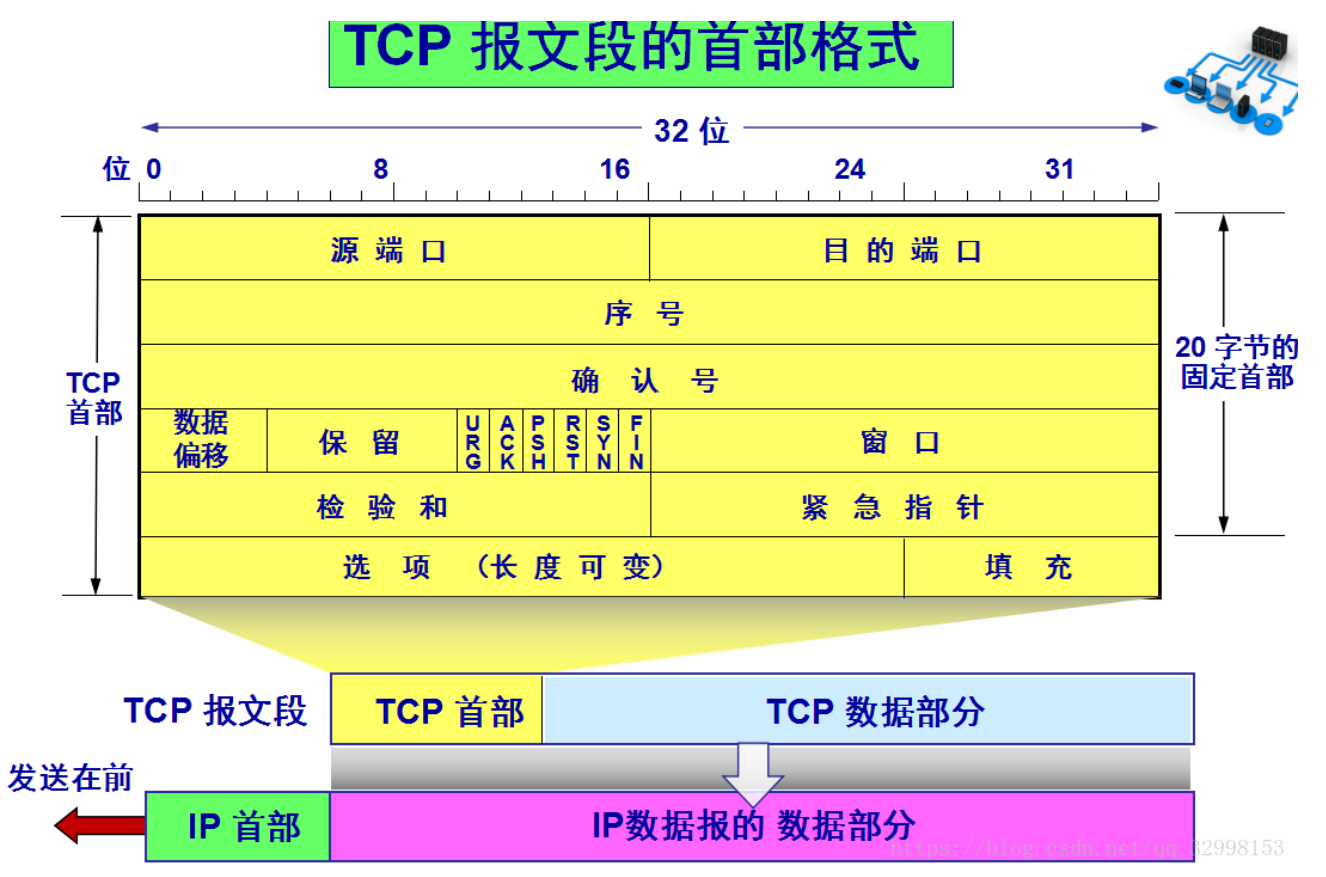 TCP 报文段的首部格式
32 位
位 0 8 16 24 31
源端口 目的端口
序号
确认号
20 字节的
固定首部
TCP
首部
数据
偏移
保留 URG ACK PSH RST SYN FIN 窗口
检验和 紧急指针
选项 (长度可变) 填充
TCP 报文段 TCP 首部 TCP 数据部分
发送在前
IP 首部 IP数据报的 数据部分
https://blog.csdn.net/qq_32998153